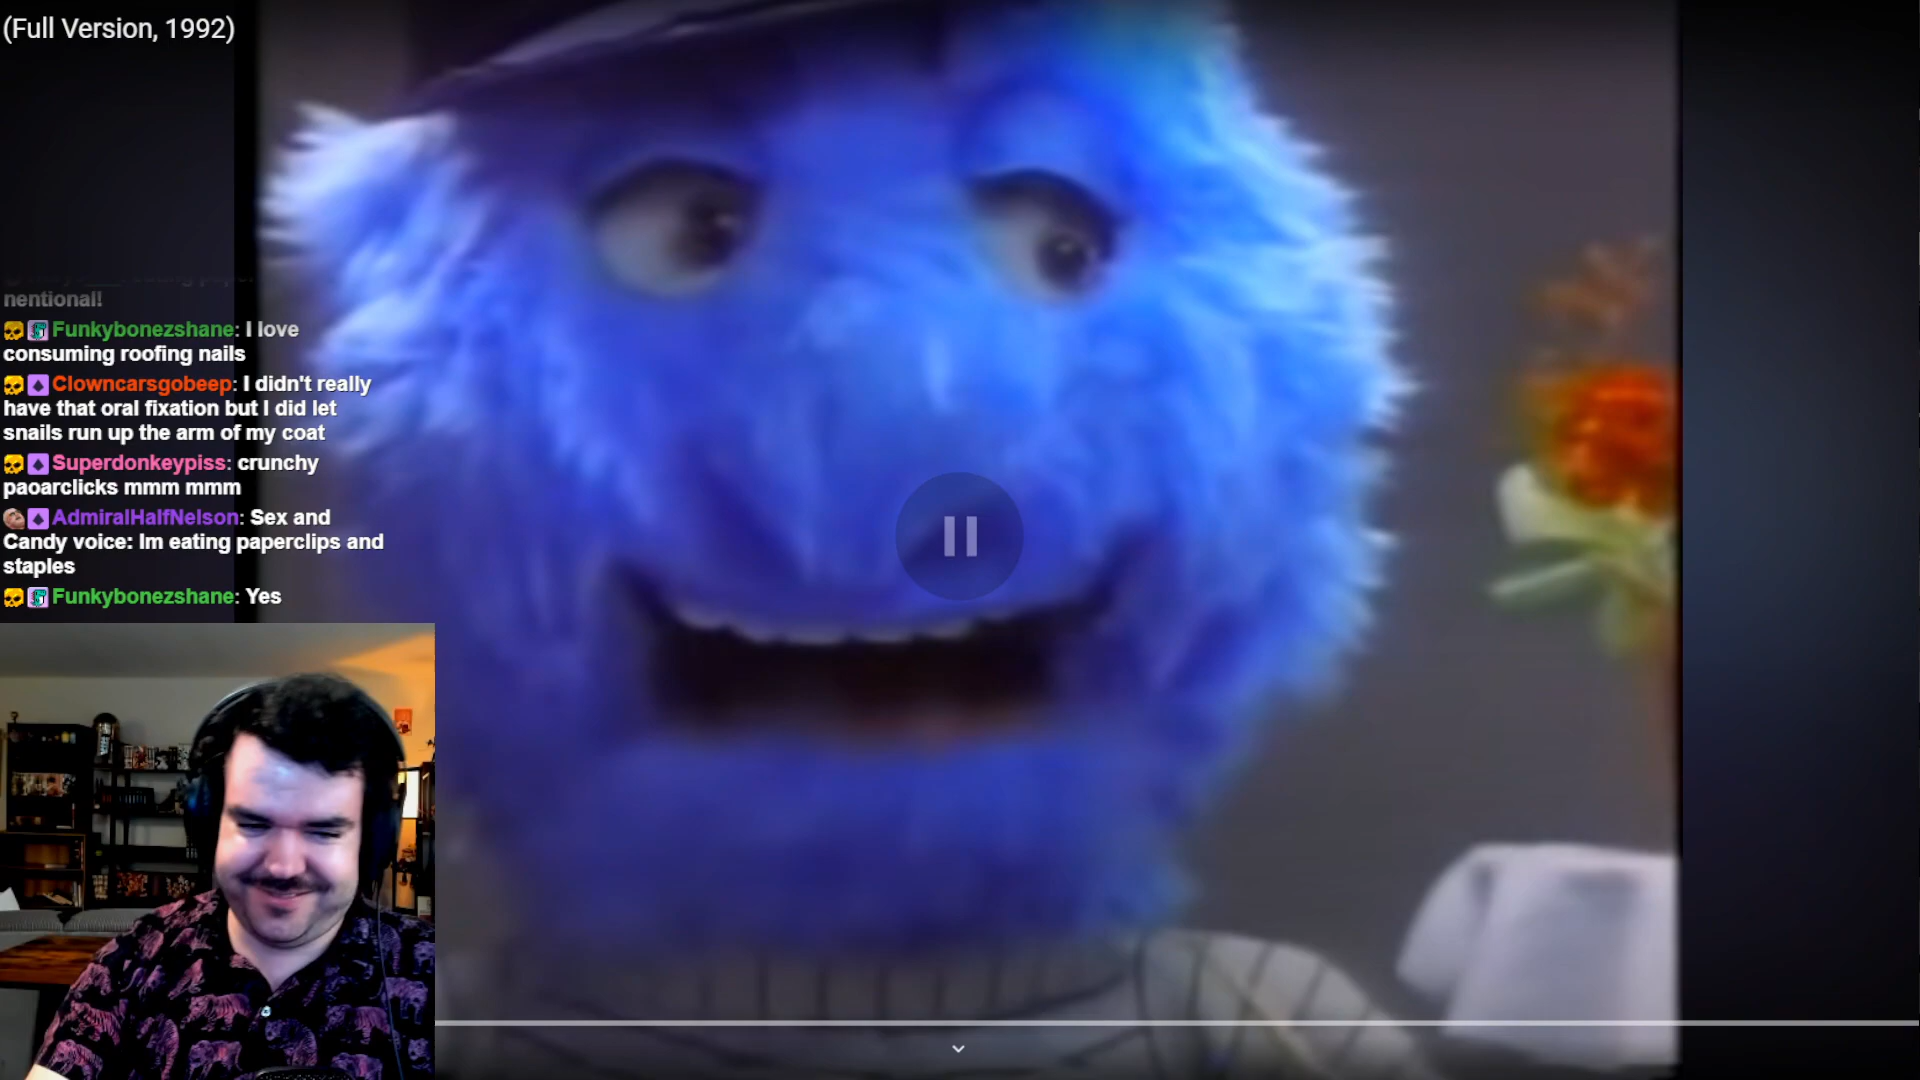 (Full Version, 1992)
nentional!
Funkybonezshane: I love
consuming roofing nails
Clowncarsgobeep: I didn't really
have that oral fixation but I did let
snails run up the arm of my coat
Superdonkeypiss: crunchy
paoarclicks mmm mmm
AdmiralHalfNelson: Sex and
Candy voice: Im eating paperclips and
staples
Funkybonezshane: Yes